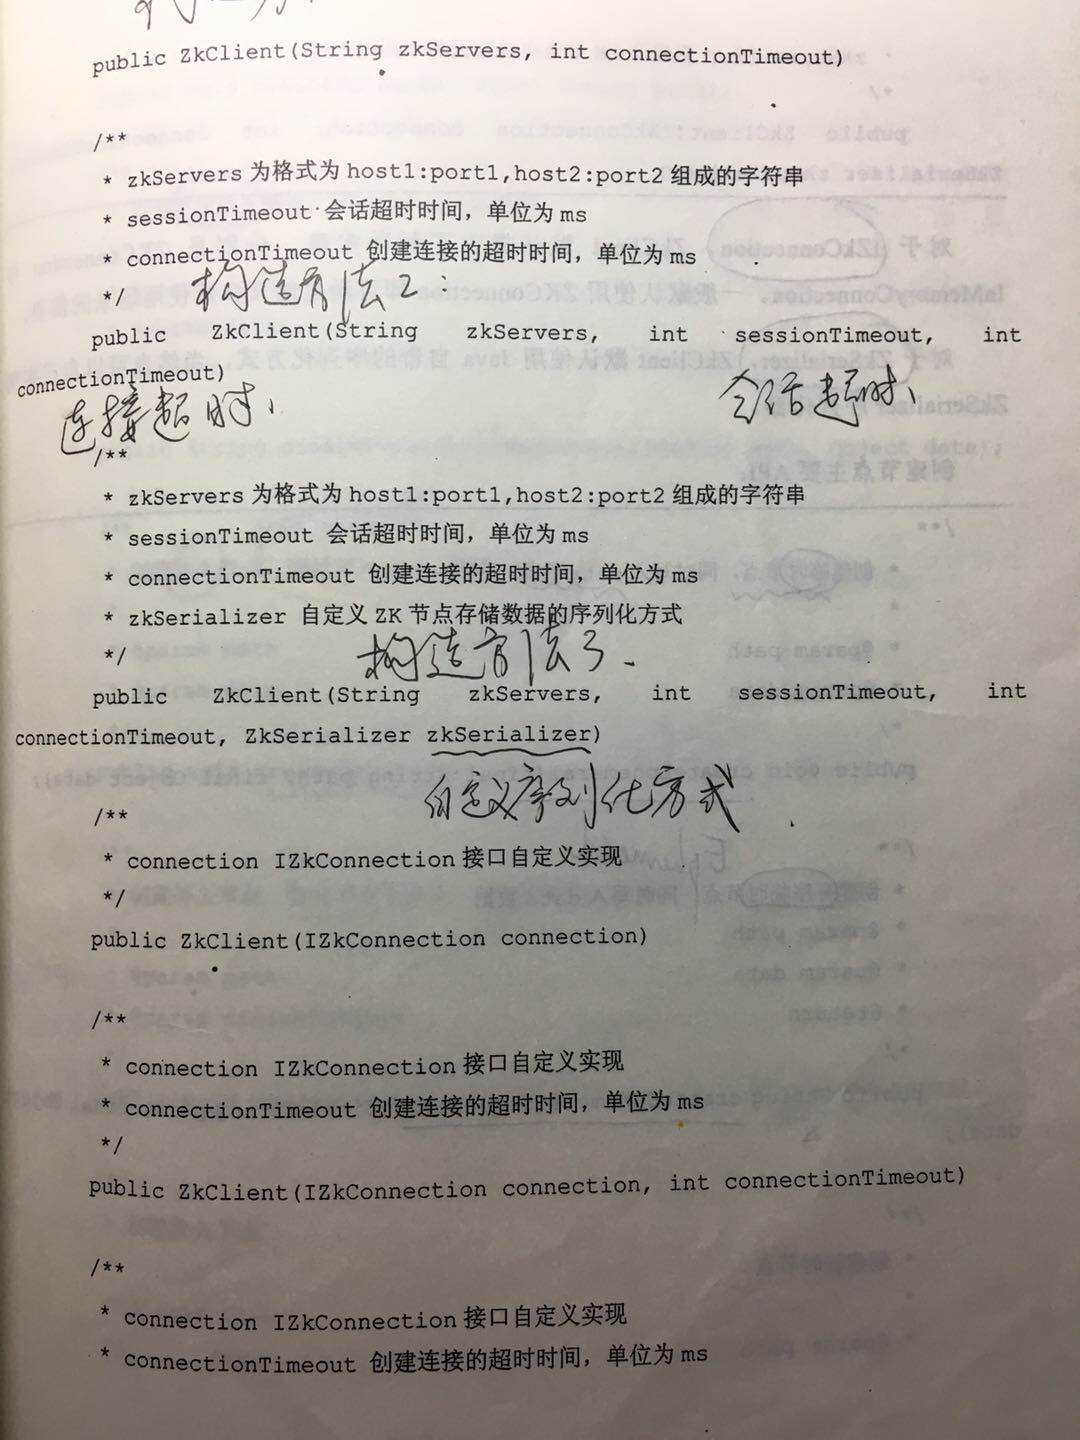 public ZkClient(String zkServers, int connectionTimeout)
/**
* zkServers 为格式为 host1:port1,host2:port2 组成的字符串
* sessionTimeout 会话超时时间，单位为 ms
* connectionTimeout 创建连接的超时时间，单位为 ms
*/ 构造方法2：
public ZkClient(String zkServers, int sessionTimeout, int
connectionTimeout)
连接超时、 会话超时、
/**
* zkServers 为格式为 host1:port1,host2:port2 组成的字符串
* sessionTimeout 会话超时时间，单位为 ms
* connectionTimeout 创建连接的超时时间，单位为 ms
* zkSerializer 自定义 ZK 节点存储数据的序列化方式
*/ 构造方法3、
public ZkClient(String zkServers, int sessionTimeout, int
connectionTimeout, ZkSerializer zkSerializer)
自定义序列化方式
/**
* connection IZkConnection 接口自定义实现
*/
public ZkClient(IZkConnection connection)
/**
* connection IZkConnection 接口自定义实现
* connectionTimeout 创建连接的超时时间，单位为 ms
*/
public ZkClient(IZkConnection connection, int connectionTimeout)
/**
* connection IZkConnection 接口自定义实现
* connectionTimeout 创建连接的超时时间，单位为 ms